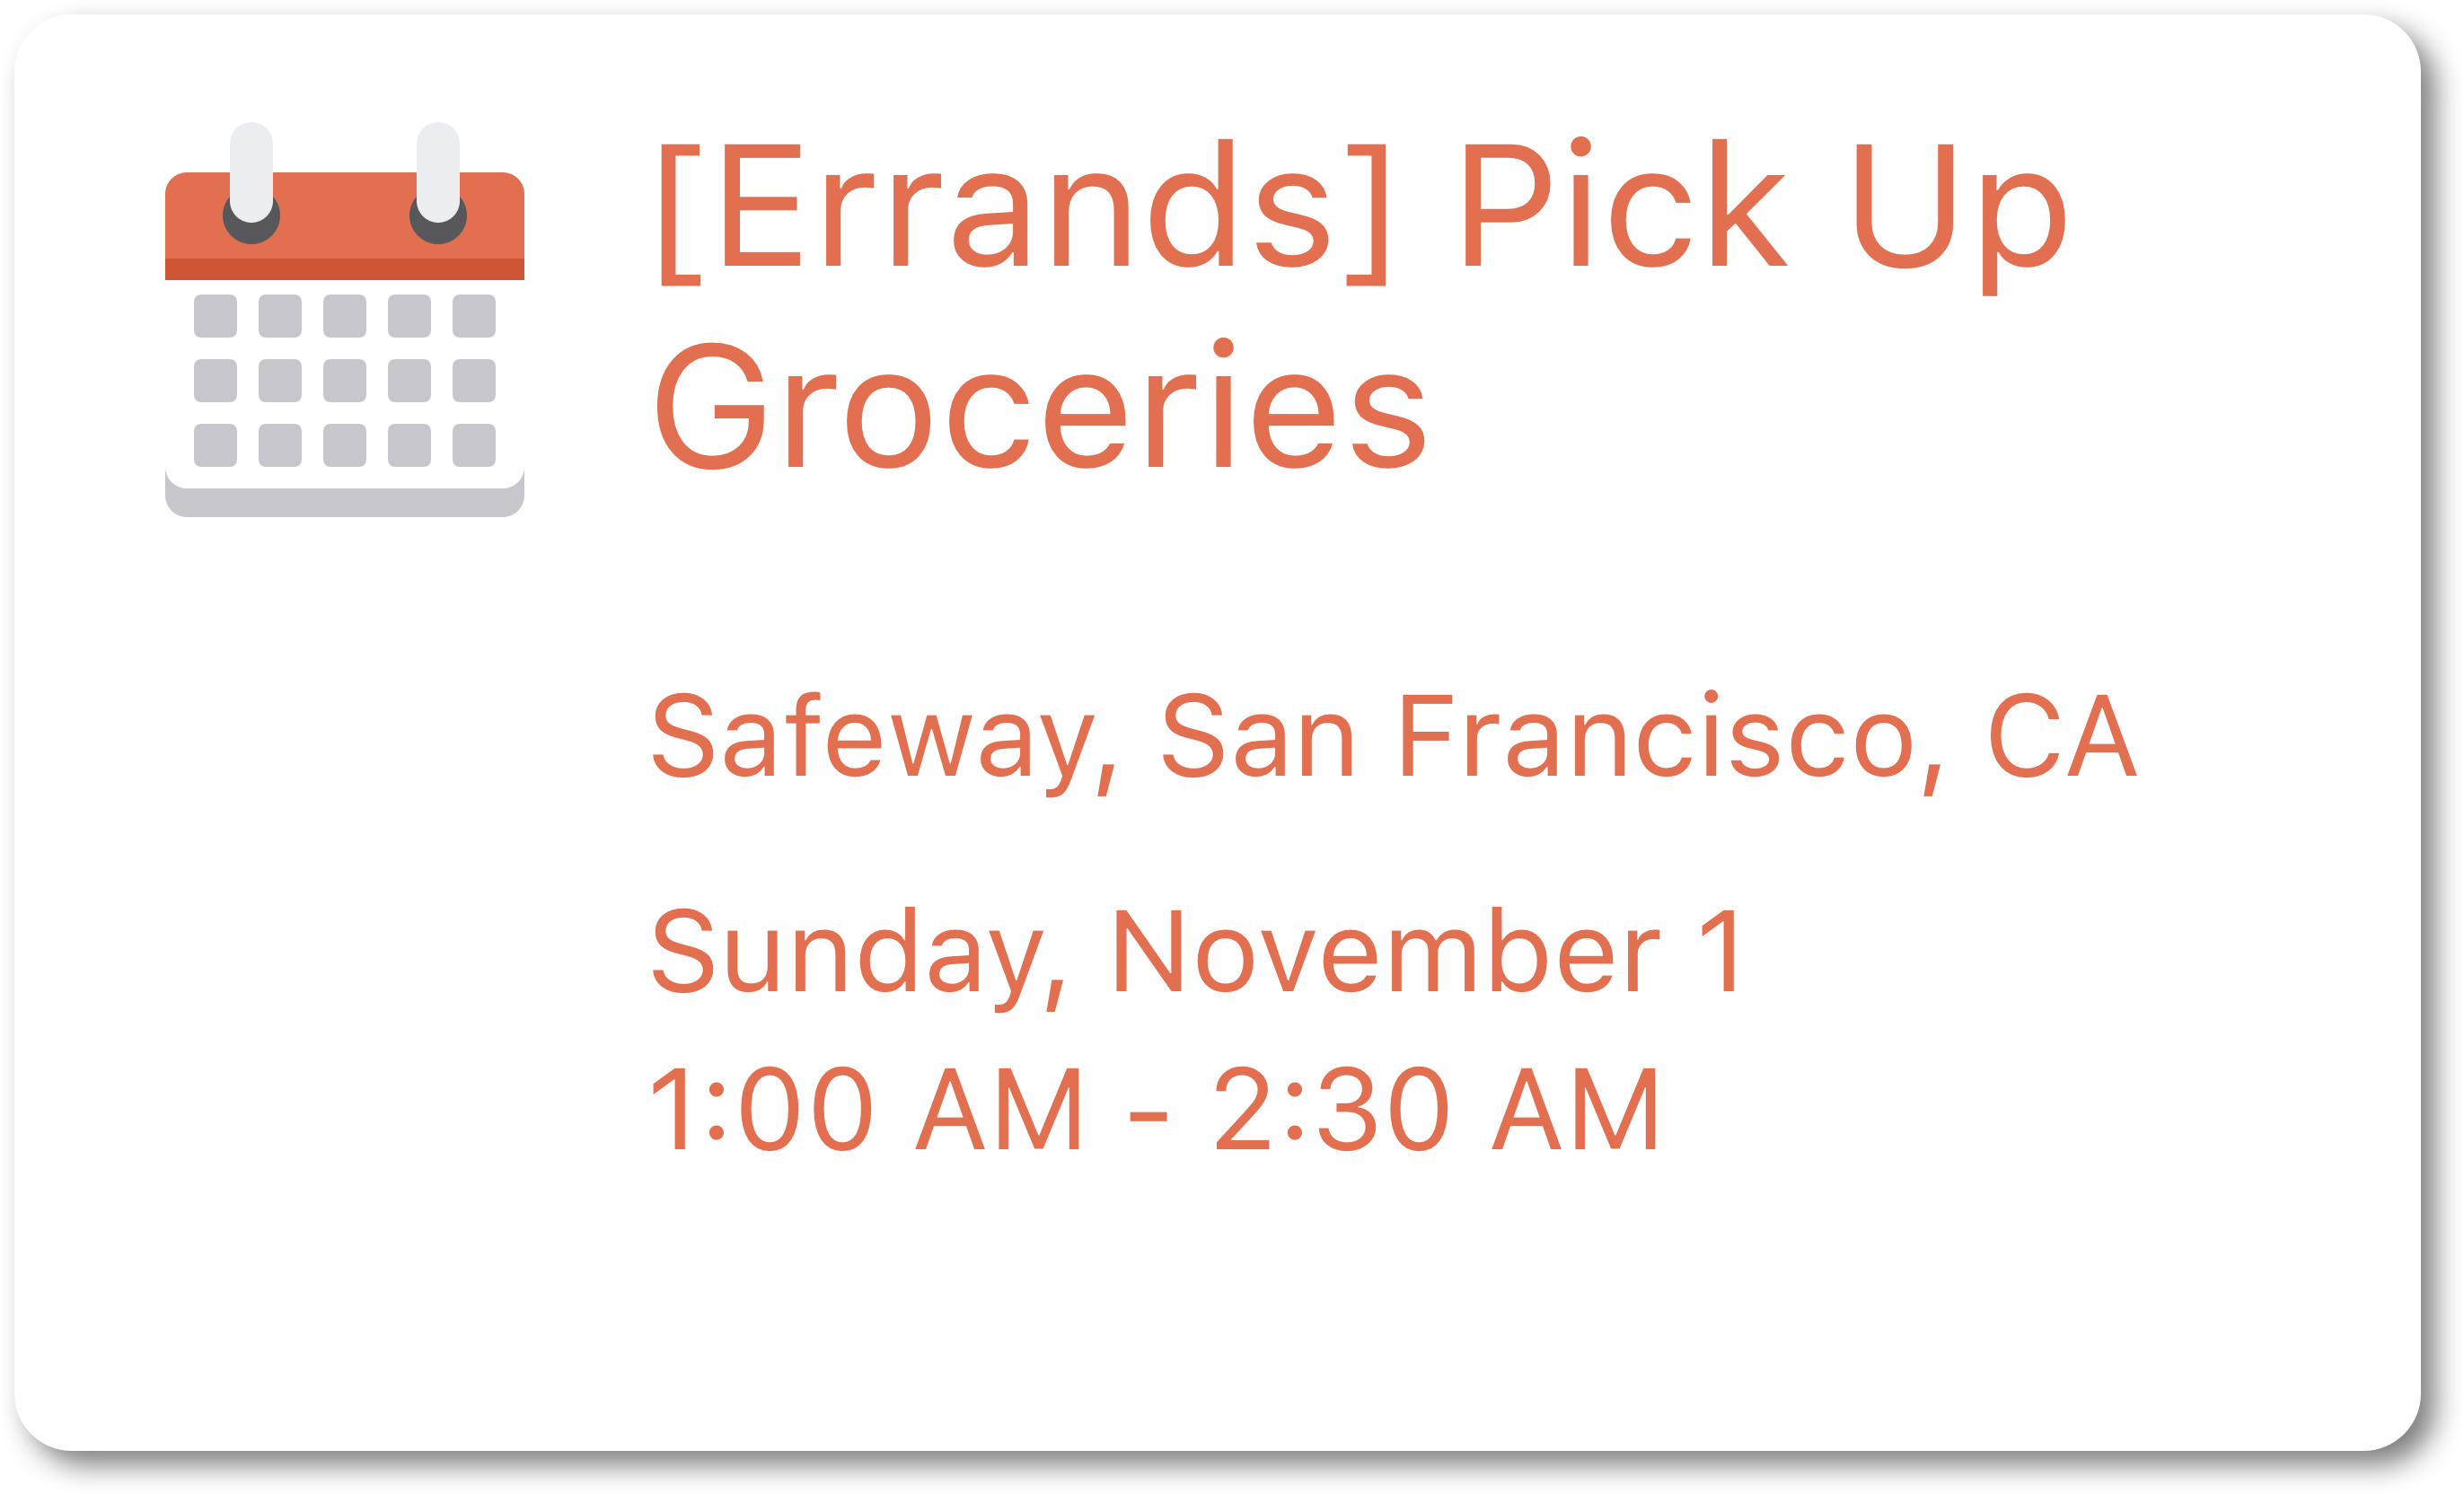 [Errands] Pick Up
Groceries
Safeway, San Francisco, CA
Sunday, November 1
1:00 AM - 2:30 AM